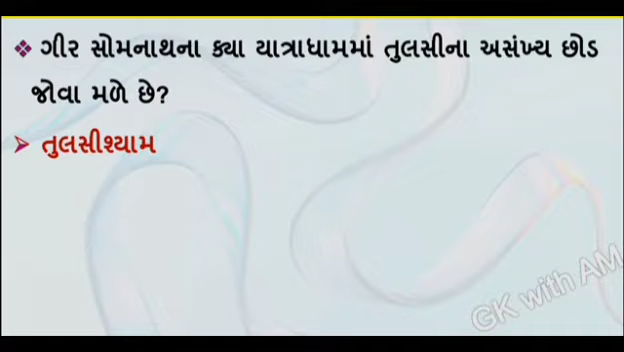 ❖ ગીર સોમનાથના ક્યા યાત્રાધામમાં તુલસીના અસંખ્ય છોડ
જોવા મળે છે?
➢ તુલસીશ્યામ
GK with AM